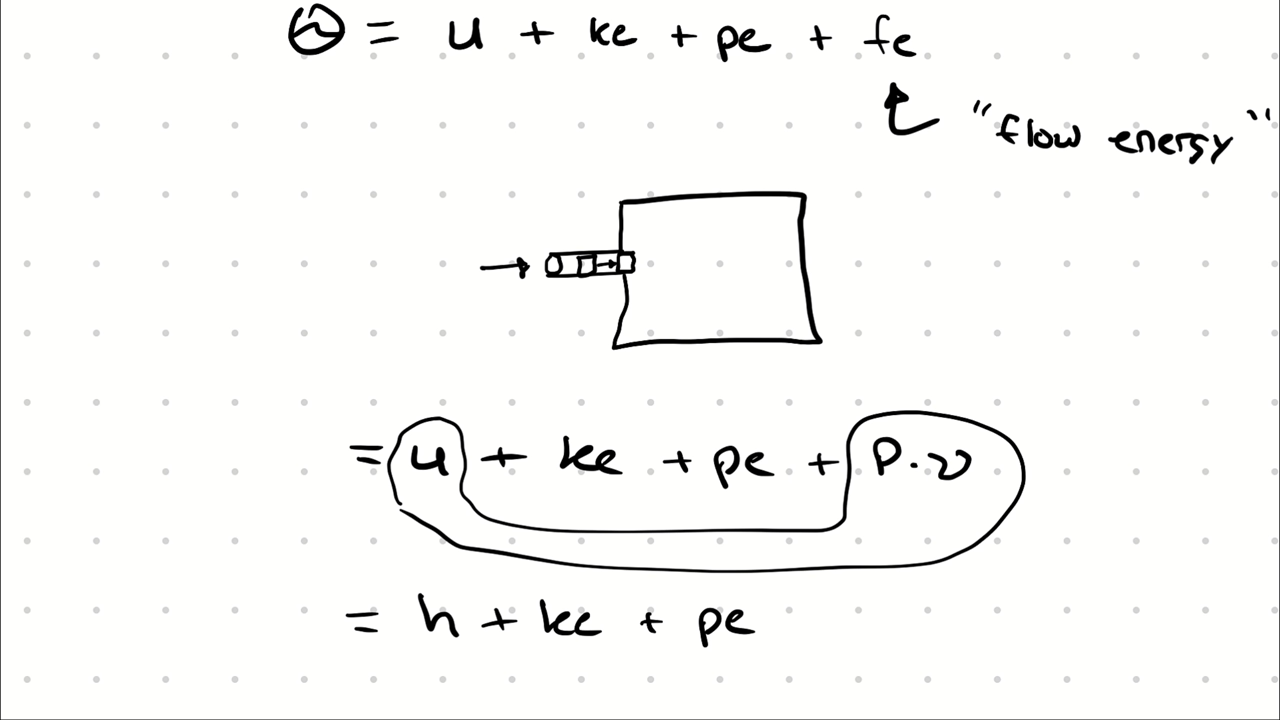 = u + ke + pe + fe
"flow energy"
= u + ke + pe + P·v
= h + ke + pe